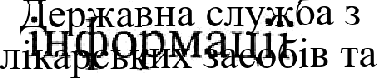 Державна служба з
інформації
лікарських засобів та